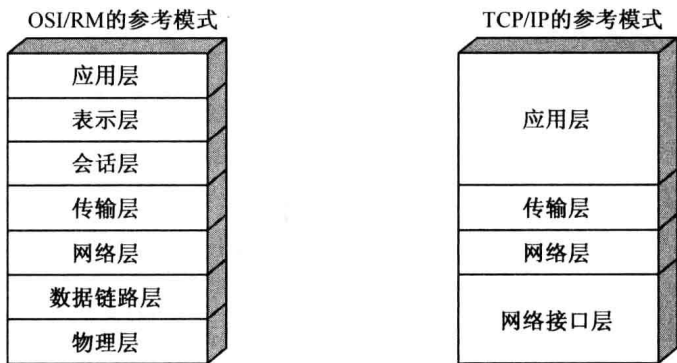 OSI/RM的参考模式
应用层
表示层
会话层
传输层
网络层
数据链路层
物理层
TCP/IP的参考模式
应用层
传输层
网络层
网络接口层